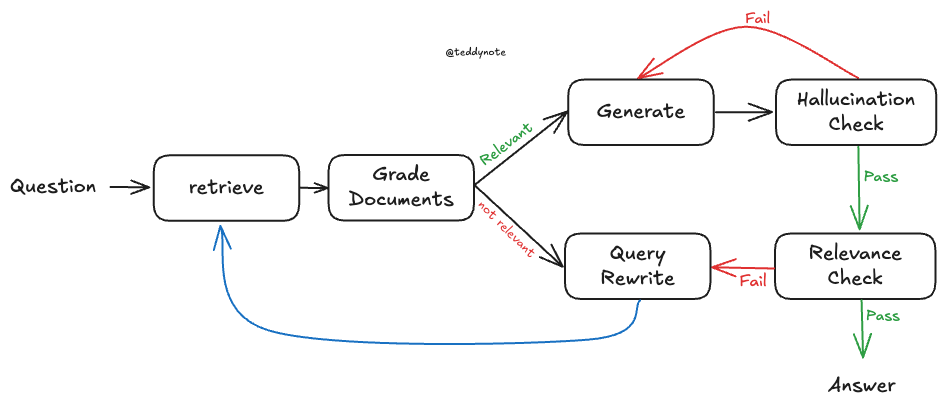 Fail
@teddynote
Generate
Hallucination
Check
Relevant
Question
retrieve
Grade
Documents
Pass
not relevant
Query
Rewrite
Fail
Relevance
Check
Pass
Answer